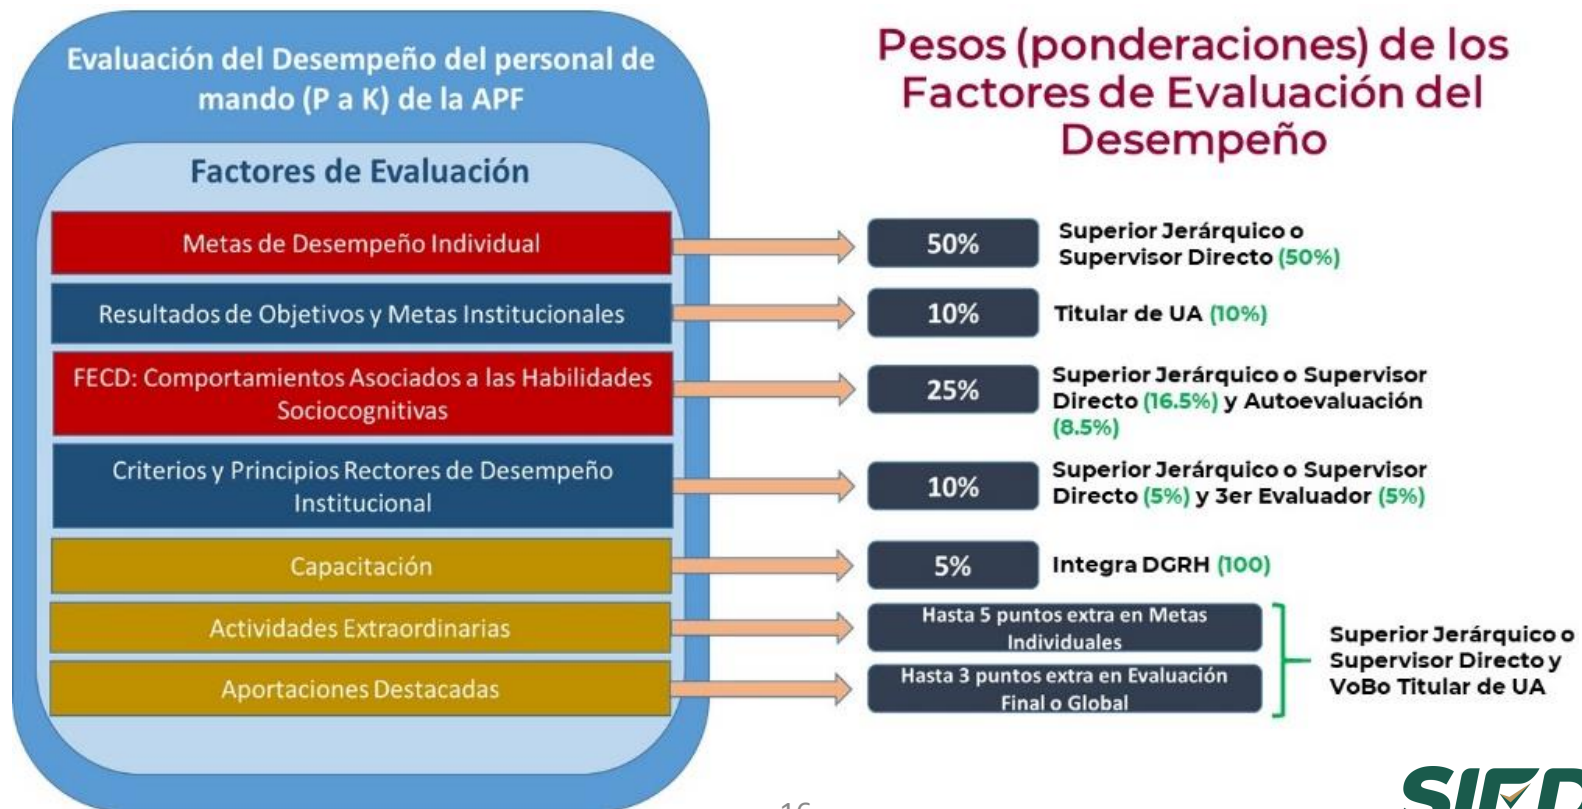 Evaluación del Desempeño del personal de
mando (P a K) de la APF
Pesos (ponderaciones) de los
Factores de Evaluación del
Desempeño
Factores de Evaluación
Metas de Desempeño Individual
50%
Superior Jerárquico o
Supervisor Directo (50%)
Resultados de Objetivos y Metas Institucionales
10%
Titular de UA (10%)
FECD: Comportamientos Asociados a las Habilidades
Sociocognitivas
25%
Superior Jerárquico o Supervisor
Directo (16.5%) y Autoevaluación
(8.5%)
Criterios y Principios Rectores de Desempeño
Institucional
10%
Superior Jerárquico o Supervisor
Directo (5%) y 3er Evaluador (5%)
Capacitación
5%
Integra DGRH (100)
Actividades Extraordinarias
Hasta 5 puntos extra en Metas
Individuales
Aportaciones Destacadas
Hasta 3 puntos extra en Evaluación
Final o Global
Superior Jerárquico o
Supervisor Directo y
VoBo Titular de UA